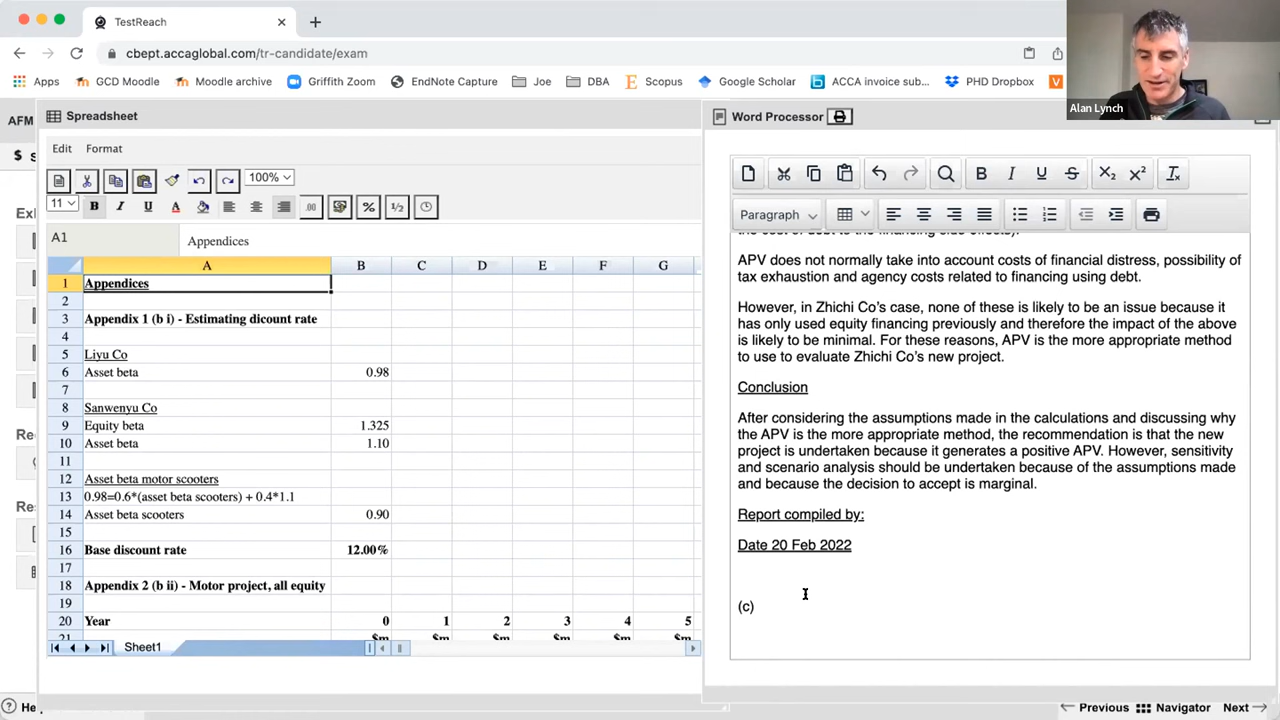 TestReach
cbept.accaglobal.com/tr-candidate/exam
Apps GCD Moodle Moodle archive Griffith Zoom EndNote Capture Joe DBA Scopus Google Scholar ACCA invoice sub... PHD Dropbox
Alan Lynch
AFM
Spreadsheet
Word Processor
Edit Format
100%
11
Paragraph
A1 Appendices
A B C D E F G
1 Appendices
2
3 Appendix 1 (b i) - Estimating dicount rate
4
5 Liyu Co
6 Asset beta 0.98
7
8 Sanwenyu Co
9 Equity beta 1.325
10 Asset beta 1.10
11
12 Asset beta motor scooters
13 0.98=0.6*(asset beta scooters) + 0.4*1.1
14 Asset beta scooters 0.90
15
16 Base discount rate 12.00%
17
18 Appendix 2 (b ii) - Motor project, all equity
19
20 Year 0 1 2 3 4 5
21 $m $m $m $m $m $m
Sheet1
the cost of debt to the financing side effects).
APV does not normally take into account costs of financial distress, possibility of
tax exhaustion and agency costs related to financing using debt.
However, in Zhichi Co's case, none of these is likely to be an issue because it
has only used equity financing previously and therefore the impact of the above
is likely to be minimal. For these reasons, APV is the more appropriate method
to use to evaluate Zhichi Co's new project.
Conclusion
After considering the assumptions made in the calculations and discussing why
the APV is the more appropriate method, the recommendation is that the new
project is undertaken because it generates a positive APV. However, sensitivity
and scenario analysis should be undertaken because of the assumptions made
and because the decision to accept is marginal.
Report compiled by:
Date 20 Feb 2022
(c)
Previous Navigator Next